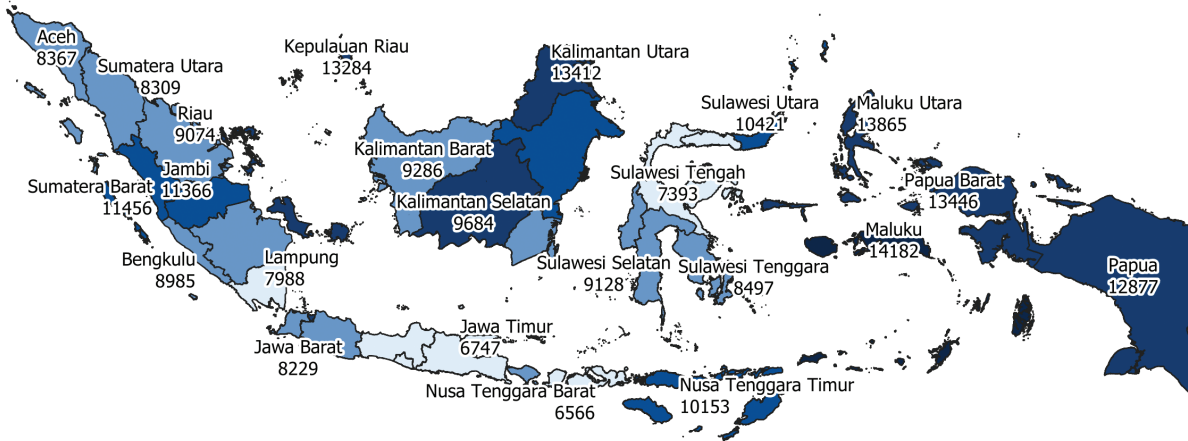 Aceh
8367
Sumatera Utara
8309
Kepulauan Riau
13284
Kalimantan Utara
13412
Riau
9074
Sulawesi Utara
10421
Maluku Utara
13865
Kalimantan Barat
9286
Jambi
11366
Sulawesi Tengah
7393
Papua Barat
13446
Sumatera Barat
11456
Kalimantan Selatan
9684
Maluku
14182
Bengkulu
8985
Lampung
7988
Sulawesi Selatan
9128
Sulawesi Tenggara
8497
Papua
12877
Jawa Barat
8229
Jawa Timur
6747
Nusa Tenggara Barat
6566
Nusa Tenggara Timur
10153